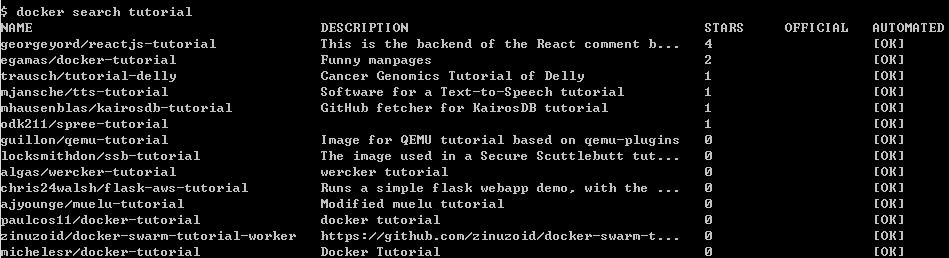 $ docker search tutorial
NAME DESCRIPTION STARS OFFICIAL AUTOMATED
georgeyord/reactjs-tutorial This is the backend of the React comment b... 4 [OK]
egamas/docker-tutorial Funny manpages 2 [OK]
trausch/tutorial-delly Cancer Genomics Tutorial of Delly 1 [OK]
mjansche/tts-tutorial Software for a Text-to-Speech tutorial 1 [OK]
mhausenblas/kairosdb-tutorial GitHub fetcher for KairosDB tutorial 1 [OK]
odk211/spree-tutorial 1 [OK]
guillon/qemu-tutorial Image for QEMU tutorial based on qemu-plugins 0 [OK]
locksmithdon/ssb-tutorial The image used in a Secure Scuttlebutt tut... 0 [OK]
algas/wercker-tutorial wercker tutorial 0 [OK]
chris24walsh/flask-aws-tutorial Runs a simple flask webapp demo, with the ... 0 [OK]
ajyounge/muelu-tutorial Modified muelu tutorial 0 [OK]
paulcos11/docker-tutorial docker tutorial 0 [OK]
zinuzoid/docker-swarm-tutorial-worker https://github.com/zinuzoid/docker-swarm-t... 0 [OK]
michelesr/docker-tutorial Docker Tutorial 0 [OK]